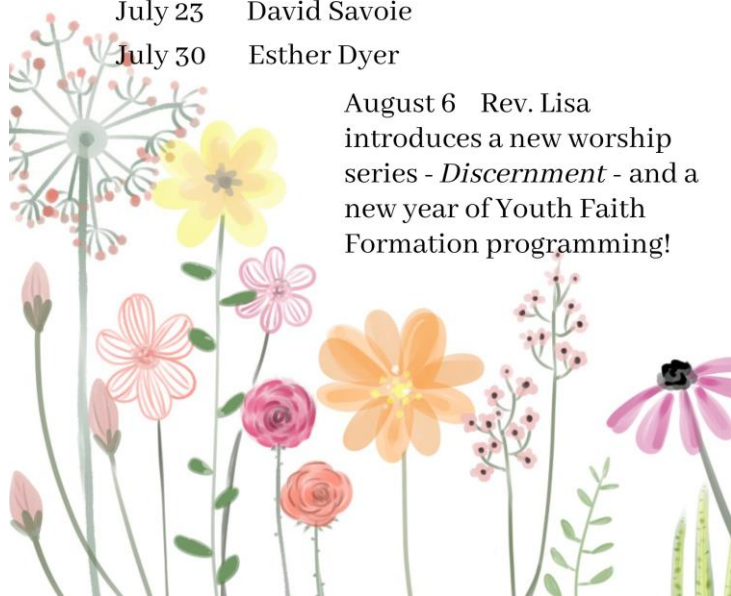 July 23 David Savoie
July 30 Esther Dyer
August 6 Rev. Lisa
introduces a new worship
series - Discernment - and a
new year of Youth Faith
Formation programming!